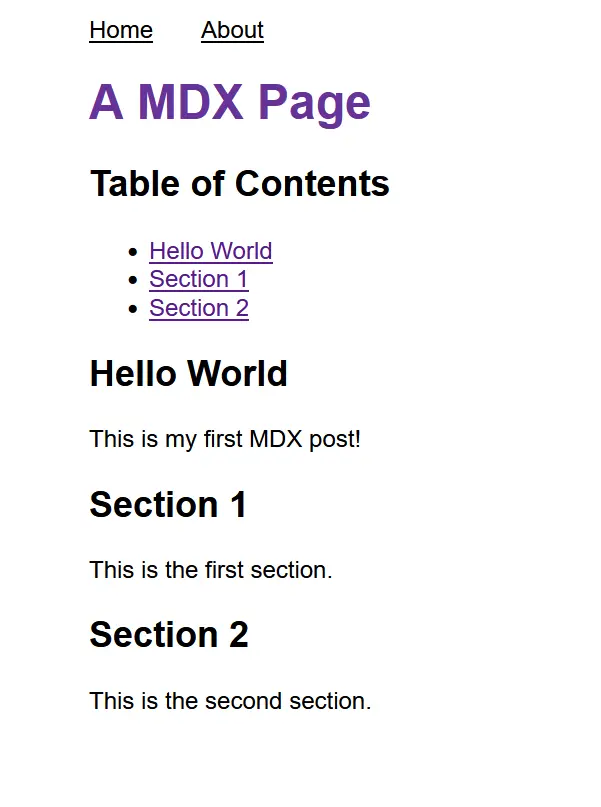 Home About
A MDX Page
Table of Contents
Hello World
Section 1
Section 2
Hello World
This is my first MDX post!
Section 1
This is the first section.
Section 2
This is the second section.